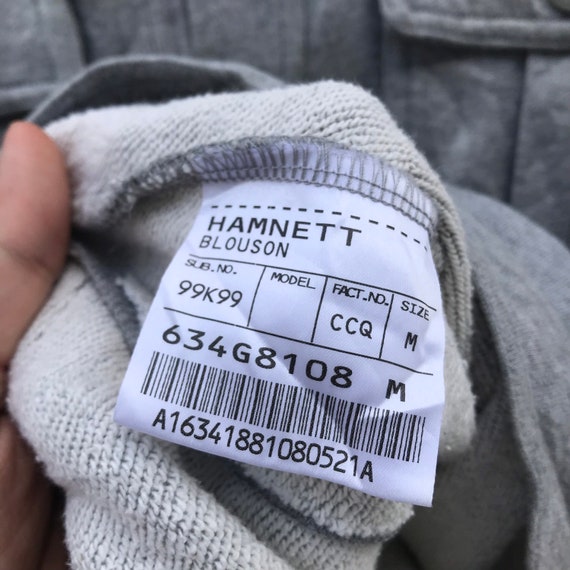 HAMNETT
BLOUSON
SUB.NO. MODEL FACT.NO. SIZE
99K99 CCQ M
634G8108 M
A16341881080521A